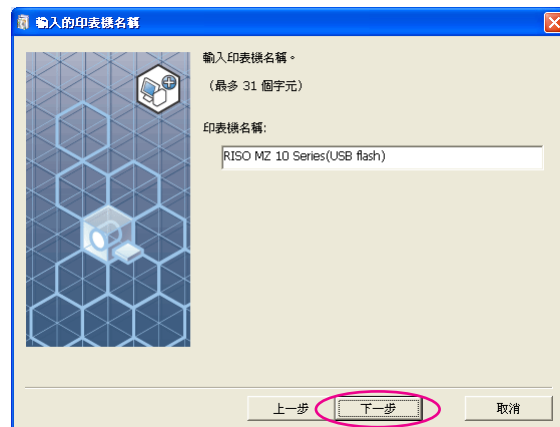 輸入的印表機名稱
輸入印表機名稱。
（最多 31 個字元）
印表機名稱:
RISO MZ 10 Series(USB flash)
上一步
下一步
取消